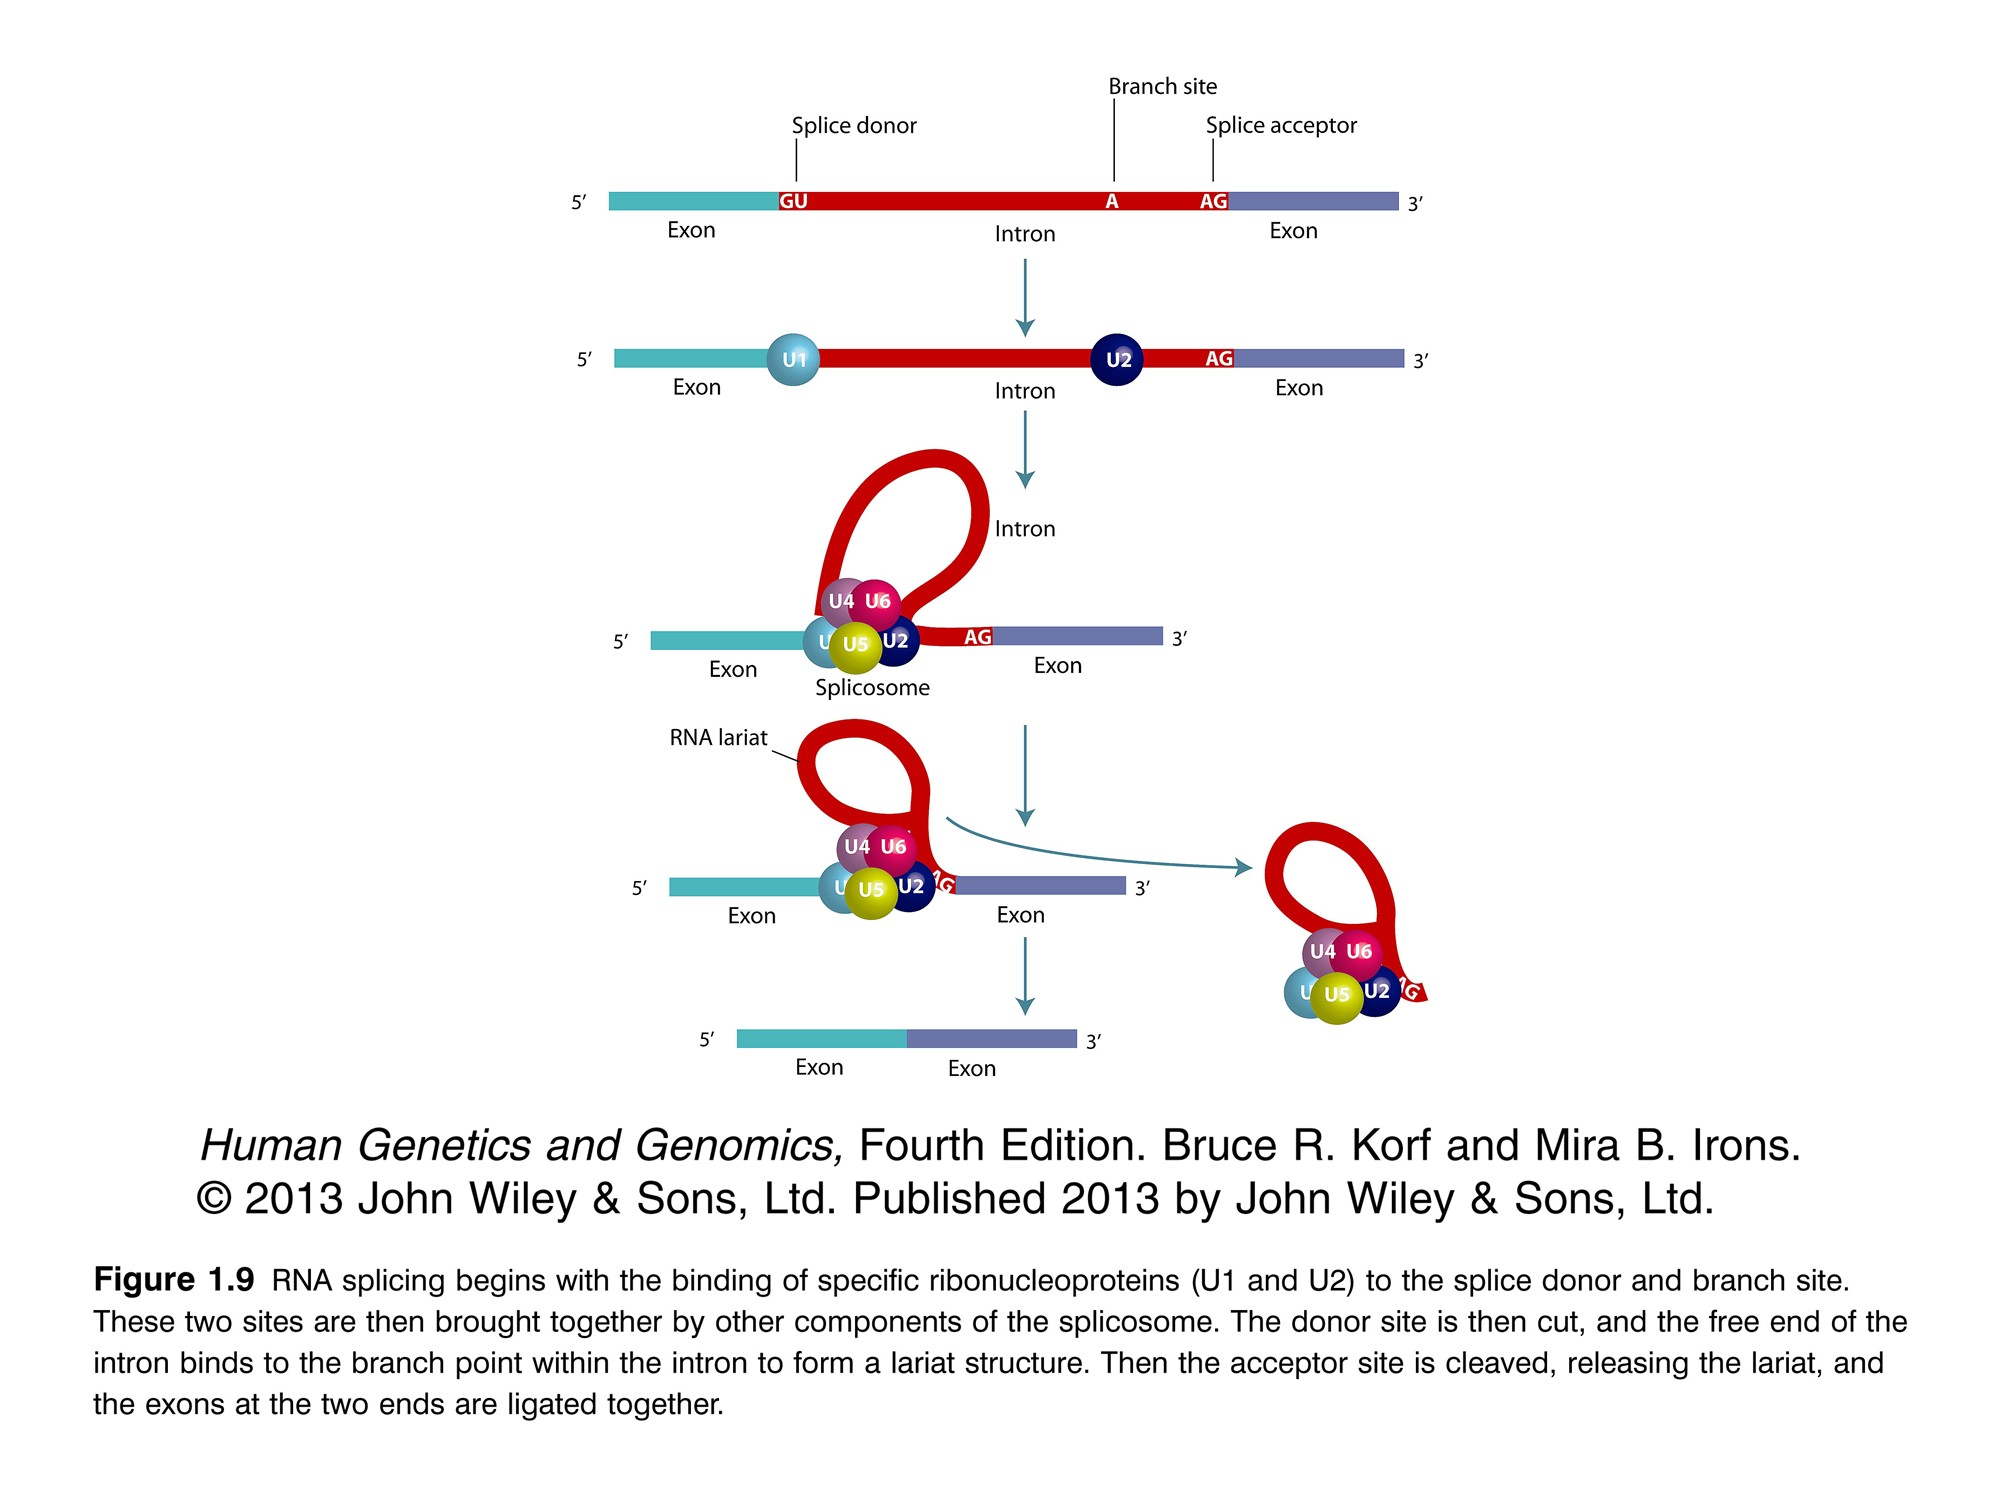 Branch site
Splice donor
Splice acceptor
5′ GU A AG 3′
Exon Intron Exon
5′ U1 U2 AG 3′
Exon Intron Exon
Intron
U4 U6
5′ U U5 U2 AG 3′
Exon Exon
Splicosome
RNA lariat
U4 U6
5′ U U5 U2 AG 3′
Exon Exon
U4 U6
U U5 U2 AG
5′ 3′
Exon Exon
Human Genetics and Genomics, Fourth Edition. Bruce R. Korf and Mira B. Irons.
© 2013 John Wiley & Sons, Ltd. Published 2013 by John Wiley & Sons, Ltd.
Figure 1.9 RNA splicing begins with the binding of specific ribonucleoproteins (U1 and U2) to the splice donor and branch site.
These two sites are then brought together by other components of the splicosome. The donor site is then cut, and the free end of the
intron binds to the branch point within the intron to form a lariat structure. Then the acceptor site is cleaved, releasing the lariat, and
the exons at the two ends are ligated together.